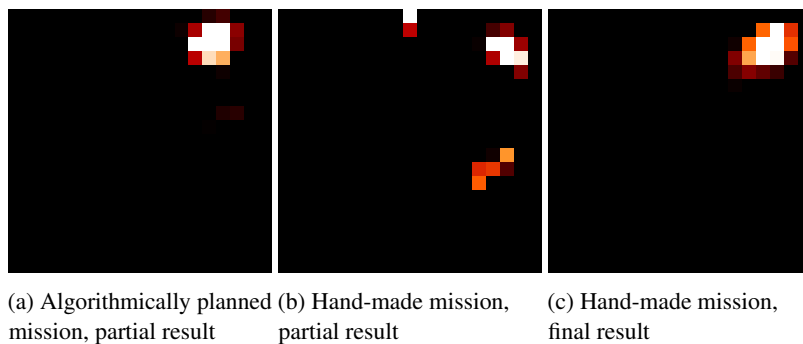 (a) Algorithmically planned
mission, partial result
(b) Hand-made mission,
partial result
(c) Hand-made mission,
final result